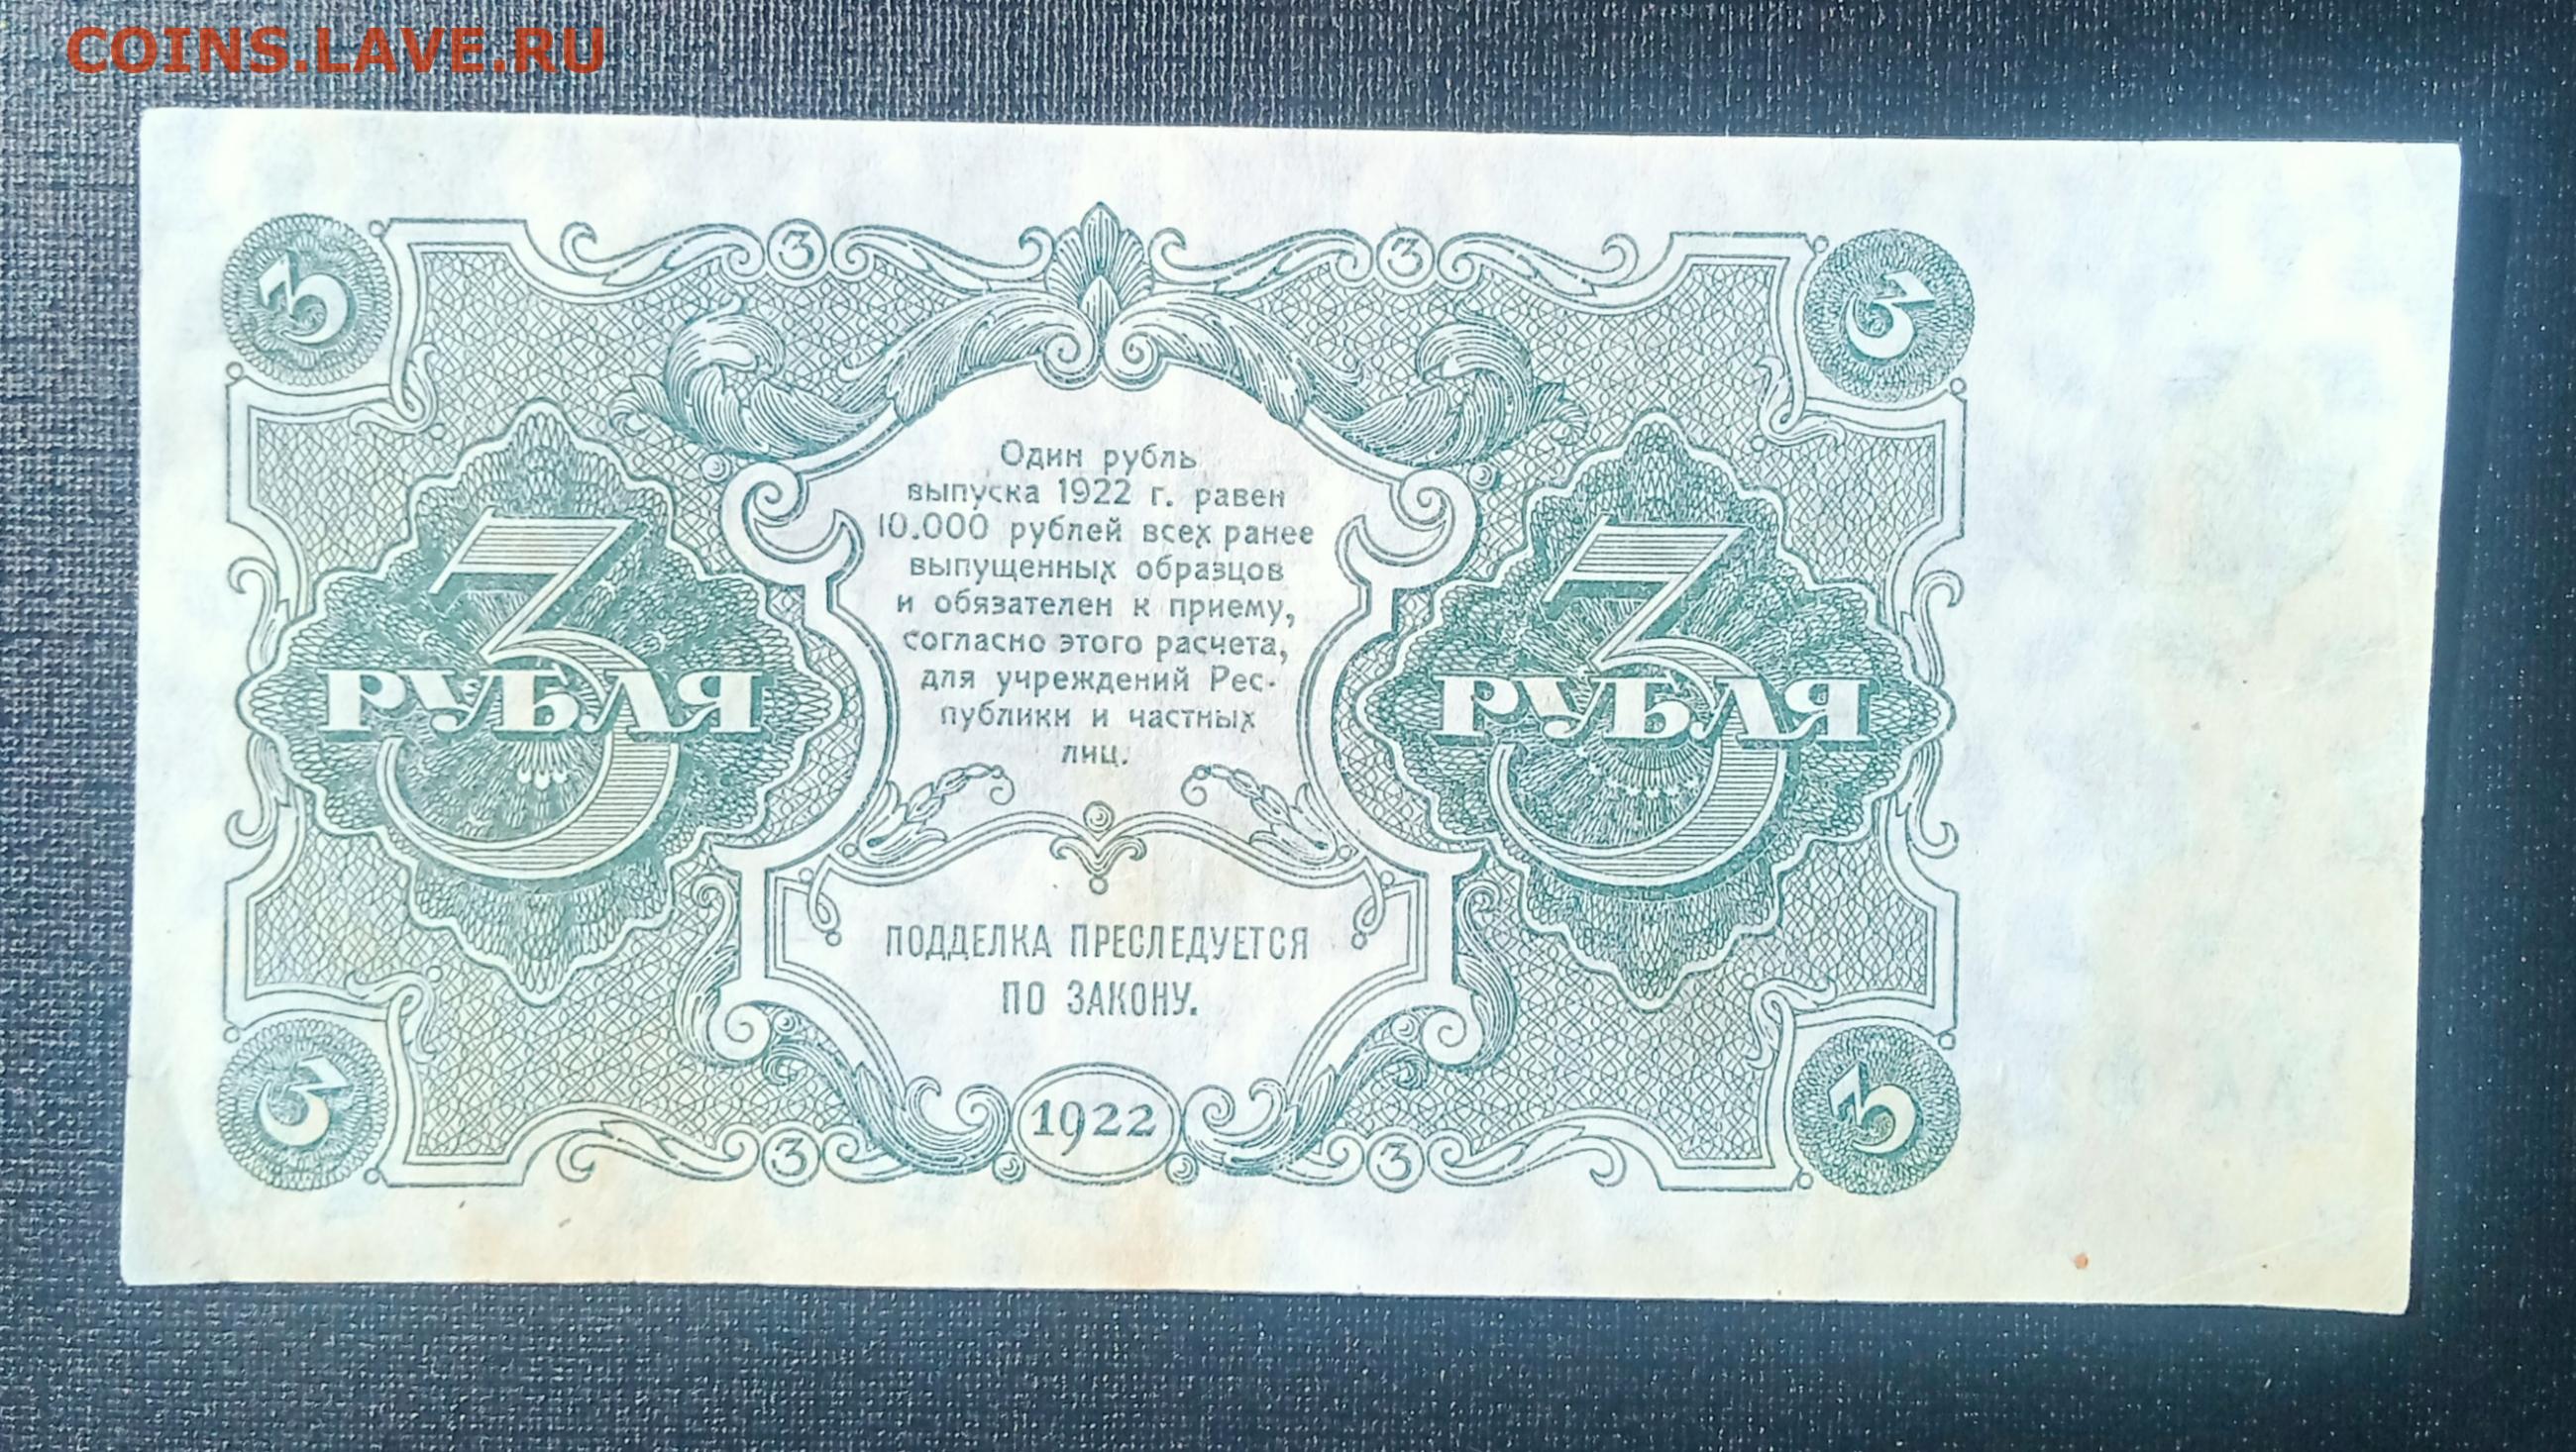 COINS.LAVE.RU
3 3 3 3
Один рубль
выпуска 1922 г. равен
10.000 рублей всех ранее
выпущенных образцов
и обязателен к приему,
согласно этого расчета,
для учреждений Рес-
публики и частных
лиц.
3 3
РУБЛЯ РУБЛЯ
ПОДДЕЛКА ПРЕСЛЕДУЕТСЯ
ПО ЗАКОНУ.
3 3
1922
3 3